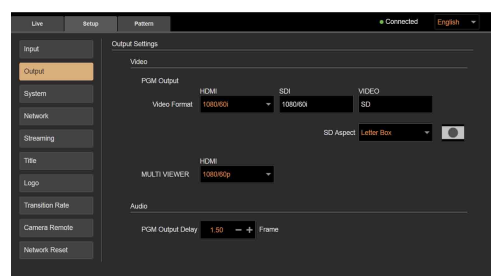 Live Setup Pattern Connected English
Input
Output
System
Network
Streaming
Title
Logo
Transition Rate
Camera Remote
Network Reset
Output Settings
Video
PGM Output
HDMI SDI VIDEO
Video Format 1080/60i 1080/60i SD
SD Aspect Letter Box
HDMI
MULTI VIEWER 1080/60p
Audio
PGM Output Delay 1.50 − + Frame